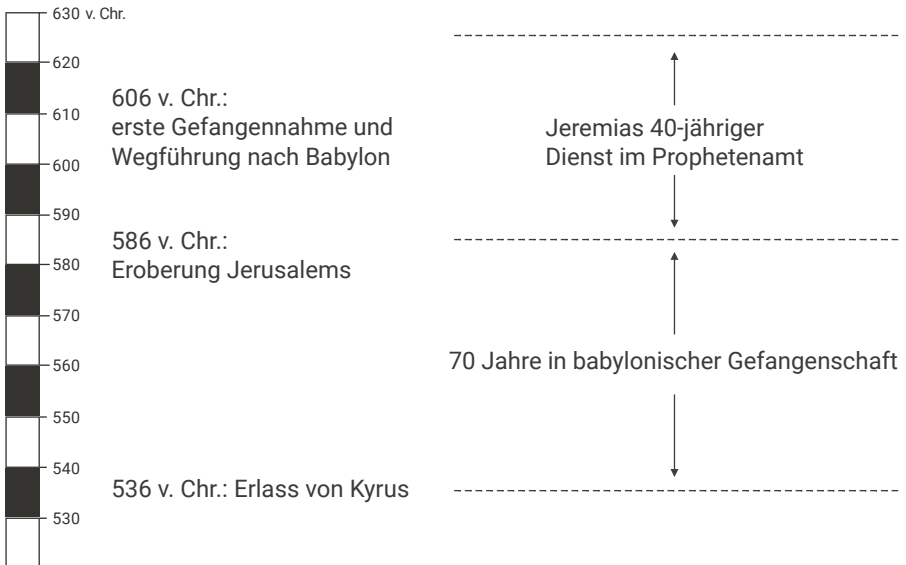 630 v. Chr.
620
606 v. Chr.:
610
erste Gefangennahme und
Wegführung nach Babylon
Jeremias 40-jähriger
Dienst im Prophetenamt
600
590
586 v. Chr.:
Eroberung Jerusalems
580
570
560
70 Jahre in babylonischer Gefangenschaft
550
540
536 v. Chr.: Erlass von Kyrus
530